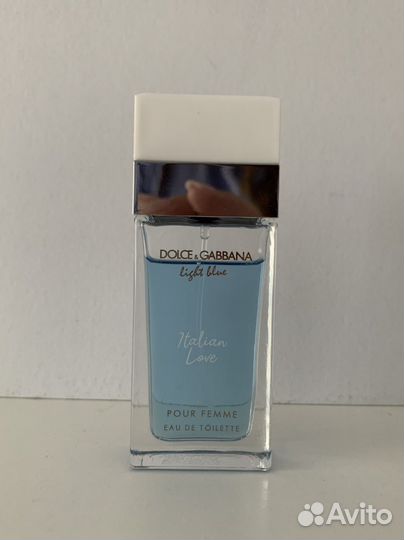 DOLCE & GABBANA
light blue
Italian
Love
POUR FEMME
EAU DE TOILETTE
Avito